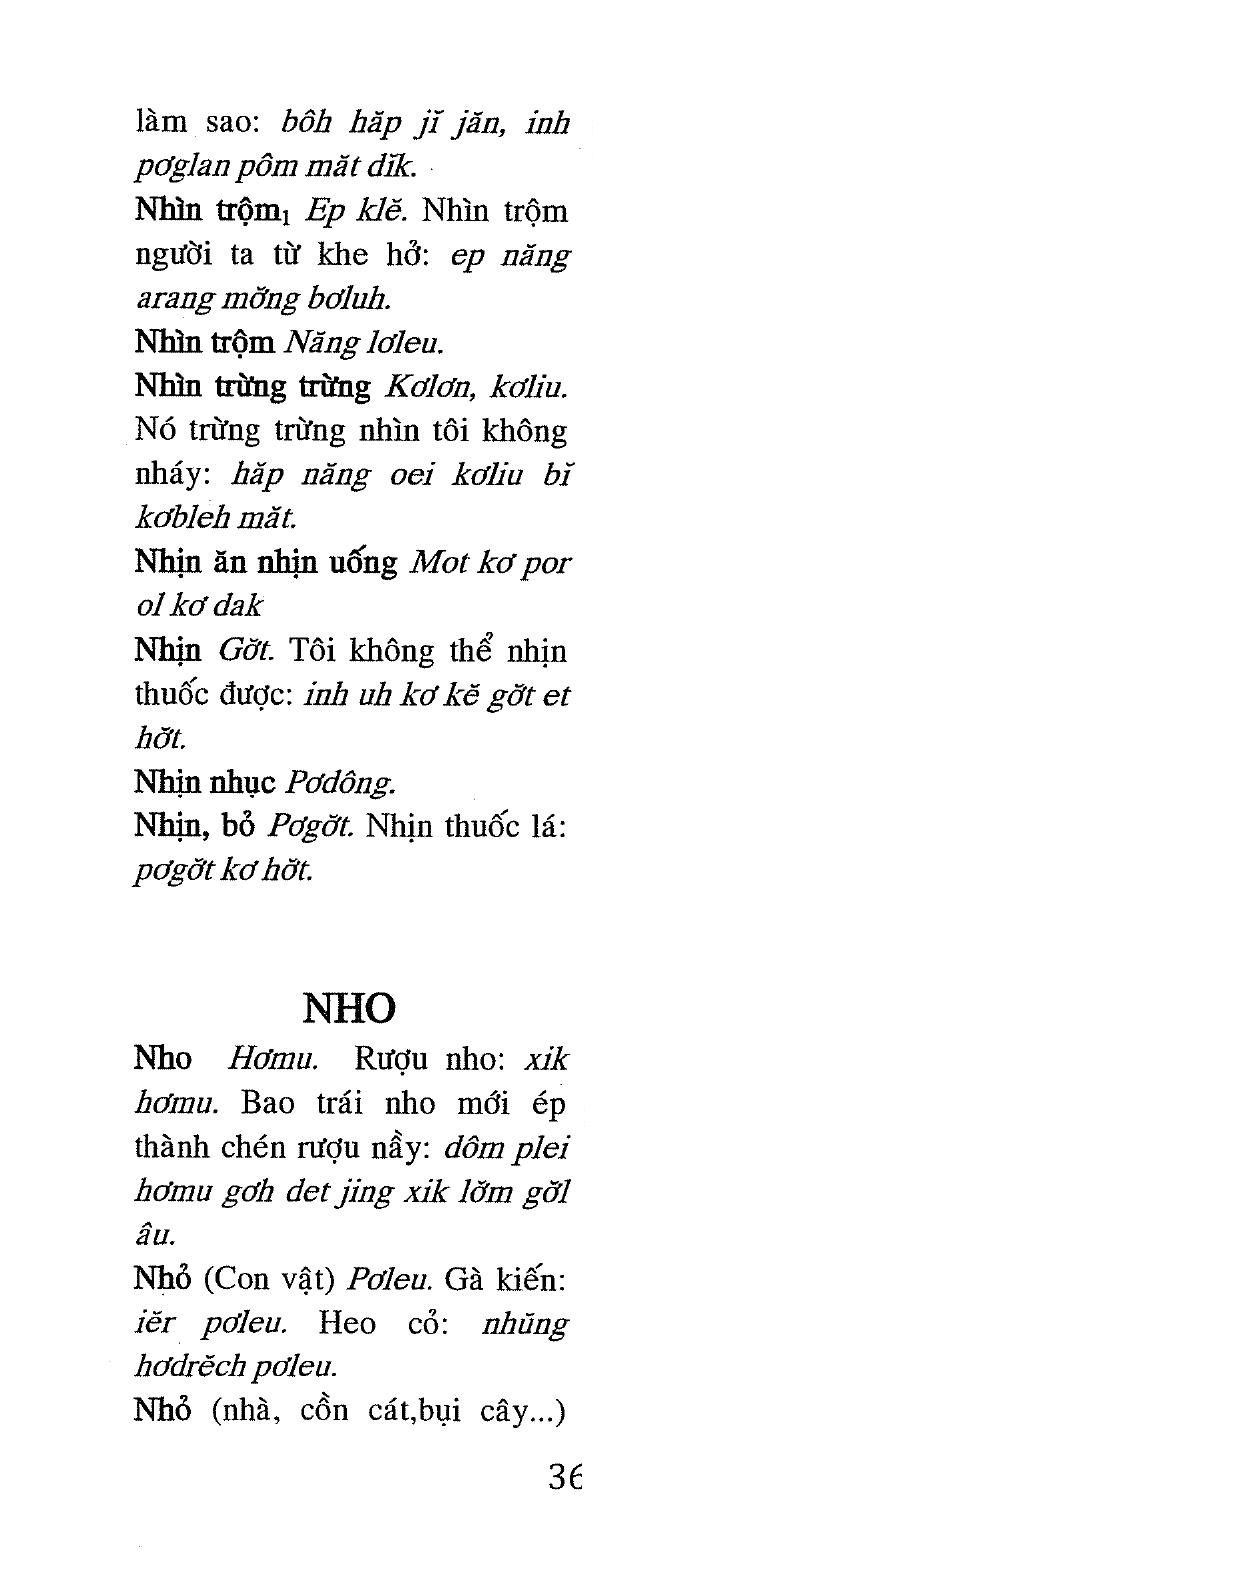 làm sao: bôh hăp jĭ jăn, inh
pơglan pôm măt dĭk.
Nhìn trộm₁ Ep klĕ. Nhìn trộm
người ta từ khe hở: ep năng
arang mơ̆ng bơluh.
Nhìn trộm Năng lơleu.
Nhìn trừng trừng Kơlơn, kơliu.
Nó trừng trừng nhìn tôi không
nháy: hăp năng oei kơliu bĭ
kơbleh măt.
Nhịn ăn nhịn uống Mot kơ por
ol kơ dak
Nhịn Gơ̆t. Tôi không thể nhịn
thuốc được: inh uh kơ kĕ gơ̆t et
hơ̆t.
Nhịn nhục Pơdông.
Nhịn, bỏ Pơgơ̆t. Nhịn thuốc lá:
pơgơ̆t kơ hơ̆t.
NHO
Nho Hơmu. Rượu nho: xik
hơmu. Bao trái nho mới ép
thành chén rượu nầy: dôm plei
hơmu gơh det jing xik lơ̆m gơ̆l
âu.
Nhỏ (Con vật) Pơleu. Gà kiến:
iĕr pơleu. Heo cỏ: nhŭng
hơdrĕch pơleu.
Nhỏ (nhà, cồn cát,bụi cây...)
36